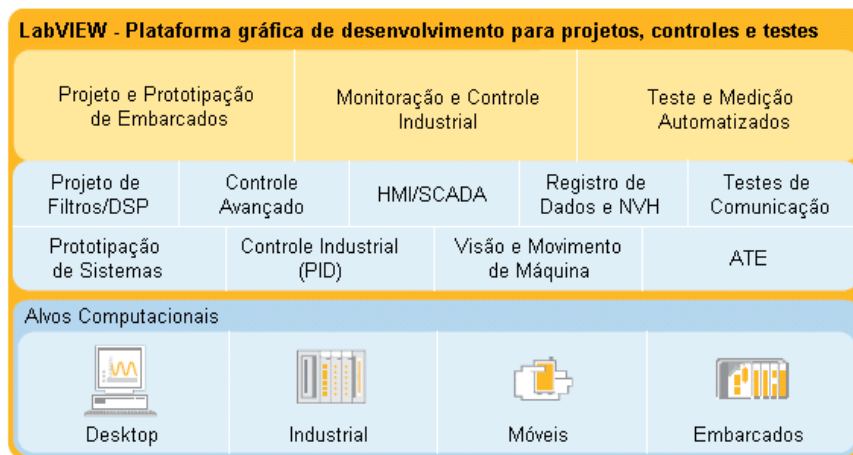 LabVIEW - Plataforma gráfica de desenvolvimento para projetos, controles e testes
Projeto e Prototipação
de Embarcados
Monitoração e Controle
Industrial
Teste e Medição
Automatizados
Projeto de
Filtros/DSP
Controle
Avançado
HMI/SCADA
Registro de
Dados e NVH
Testes de
Comunicação
Prototipação
de Sistemas
Controle Industrial
(PID)
Visão e Movimento
de Máquina
ATE
Alvos Computacionais
Desktop
Industrial
Móveis
Embarcados